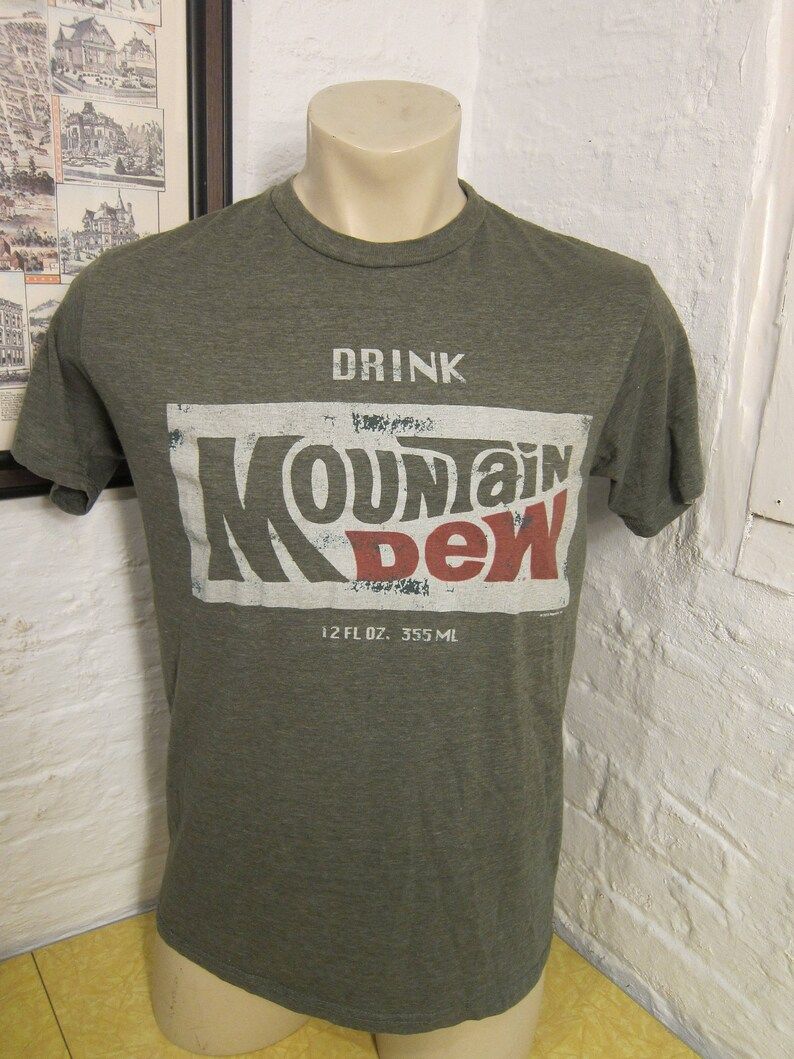 DRINK
MOUNTaiN
DeW
12 FL OZ. 355 ML